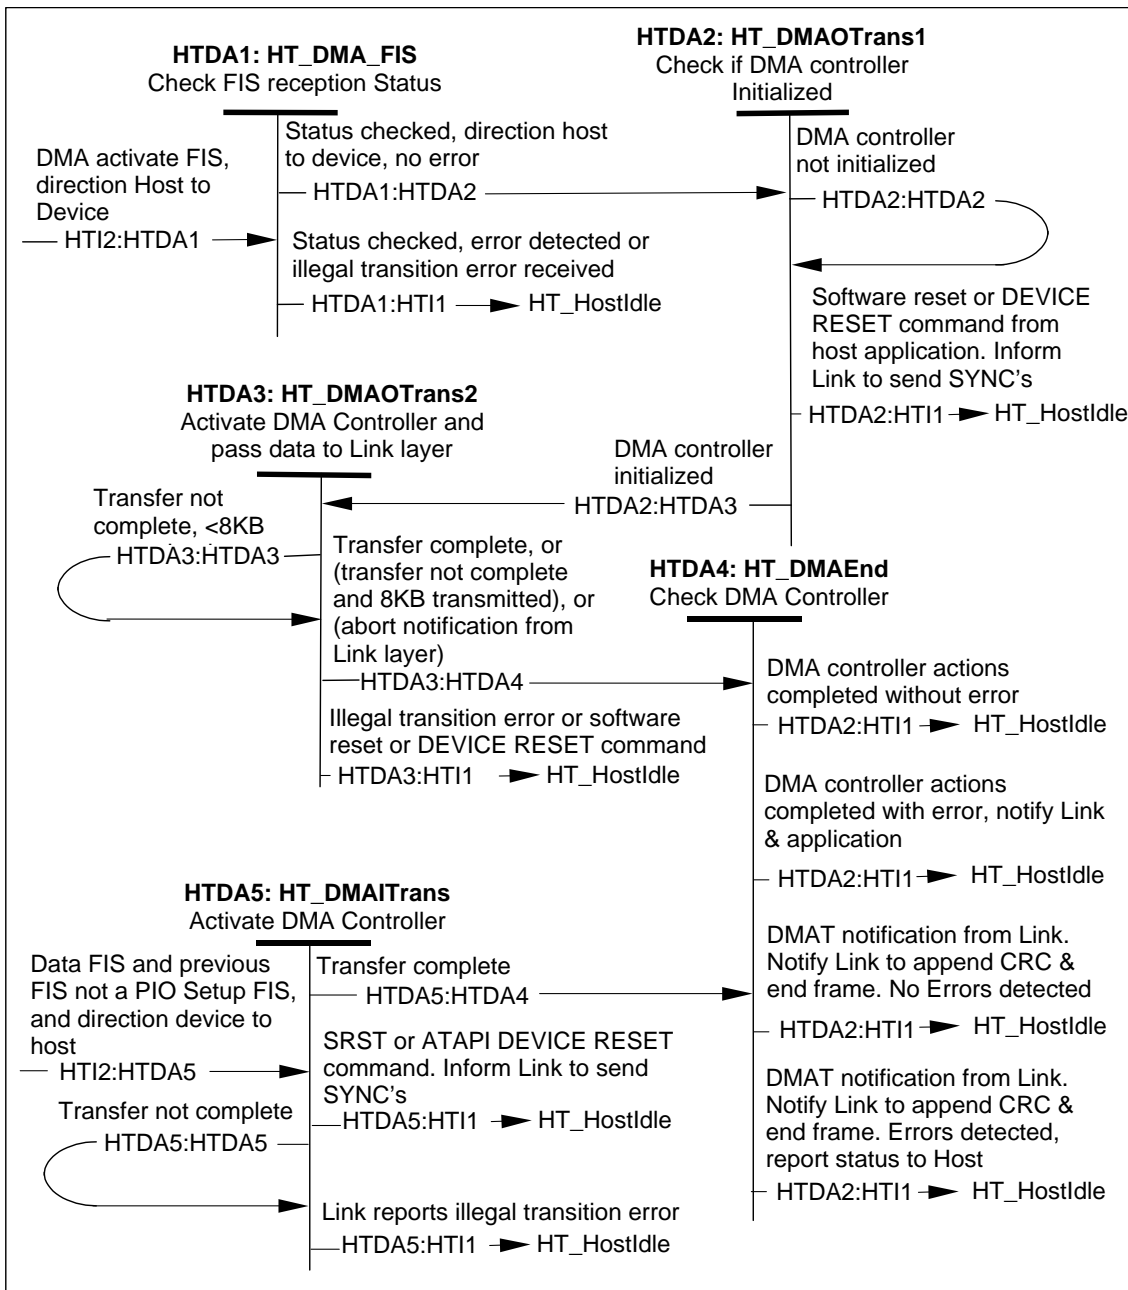 HTDA1: HT_DMA_FIS
Check FIS reception Status
DMA activate FIS,
direction Host to
Device
HTI2:HTDA1
Status checked, direction host
to device, no error
HTDA1:HTDA2
Status checked, error detected or
illegal transition error received
HTDA1:HTI1
HT_HostIdle
HTDA2: HT_DMAOTrans1
Check if DMA controller
Initialized
DMA controller
not initialized
HTDA2:HTDA2
Software reset or DEVICE
RESET command from
host application. Inform
Link to send SYNC's
HTDA2:HTI1
HT_HostIdle
DMA controller
initialized
HTDA2:HTDA3
HTDA3: HT_DMAOTrans2
Activate DMA Controller and
pass data to Link layer
Transfer not
complete, <8KB
HTDA3:HTDA3
Transfer complete, or
(transfer not complete
and 8KB transmitted), or
(abort notification from
Link layer)
HTDA3:HTDA4
Illegal transition error or software
reset or DEVICE RESET command
HTDA3:HTI1
HT_HostIdle
HTDA4: HT_DMAEnd
Check DMA Controller
DMA controller actions
completed without error
HTDA2:HTI1
HT_HostIdle
DMA controller actions
completed with error, notify Link
& application
HTDA2:HTI1
HT_HostIdle
DMAT notification from Link.
Notify Link to append CRC &
end frame. No Errors detected
HTDA2:HTI1
HT_HostIdle
DMAT notification from Link.
Notify Link to append CRC &
end frame. Errors detected,
report status to Host
HTDA2:HTI1
HT_HostIdle
HTDA5: HT_DMAITrans
Activate DMA Controller
Data FIS and previous
FIS not a PIO Setup FIS,
and direction device to
host
HTI2:HTDA5
Transfer not complete
HTDA5:HTDA5
Transfer complete
HTDA5:HTDA4
SRST or ATAPI DEVICE RESET
command. Inform Link to send
SYNC's
HTDA5:HTI1
HT_HostIdle
Link reports illegal transition error
HTDA5:HTI1
HT_HostIdle